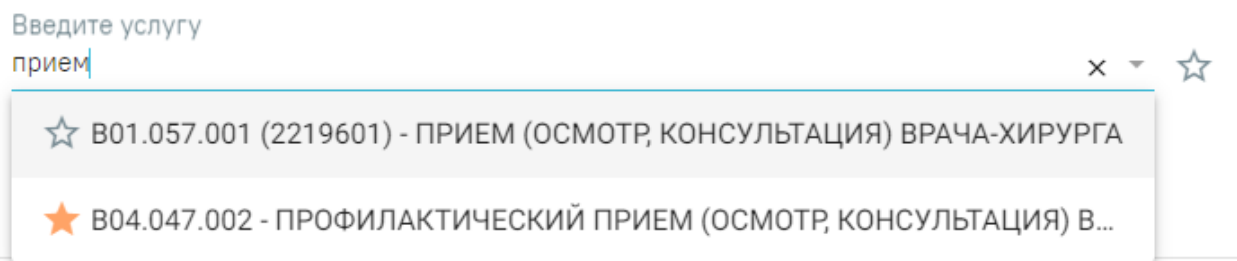 Введите услугу
прием
B01.057.001 (2219601) - ПРИЕМ (ОСМОТР, КОНСУЛЬТАЦИЯ) ВРАЧА-ХИРУРГА
B04.047.002 - ПРОФИЛАКТИЧЕСКИЙ ПРИЕМ (ОСМОТР, КОНСУЛЬТАЦИЯ) В...